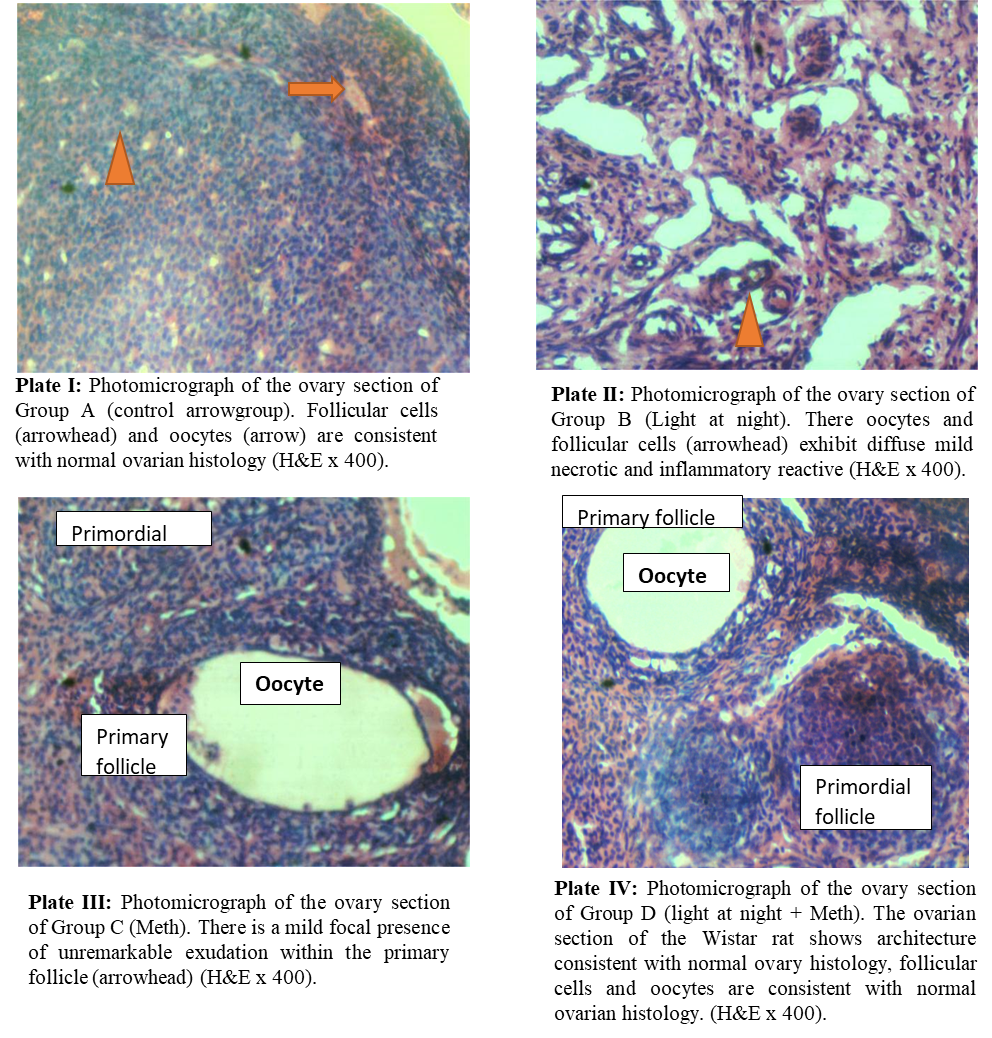 Plate I: Photomicrograph of the ovary section of
Group A (control arrowgroup). Follicular cells
(arrowhead) and oocytes (arrow) are consistent
with normal ovarian histology (H&E x 400).
Plate II: Photomicrograph of the ovary section of
Group B (Light at night). There oocytes and
follicular cells (arrowhead) exhibit diffuse mild
necrotic and inflammatory reactive (H&E x 400).
Primordial
Oocyte
Primary
follicle
Primary follicle
Oocyte
Primordial
follicle
Plate III: Photomicrograph of the ovary section
of Group C (Meth). There is a mild focal presence
of unremarkable exudation within the primary
follicle (arrowhead) (H&E x 400).
Plate IV: Photomicrograph of the ovary section
of Group D (light at night + Meth). The ovarian
section of the Wistar rat shows architecture
consistent with normal ovary histology, follicular
cells and oocytes are consistent with normal
ovarian histology. (H&E x 400).